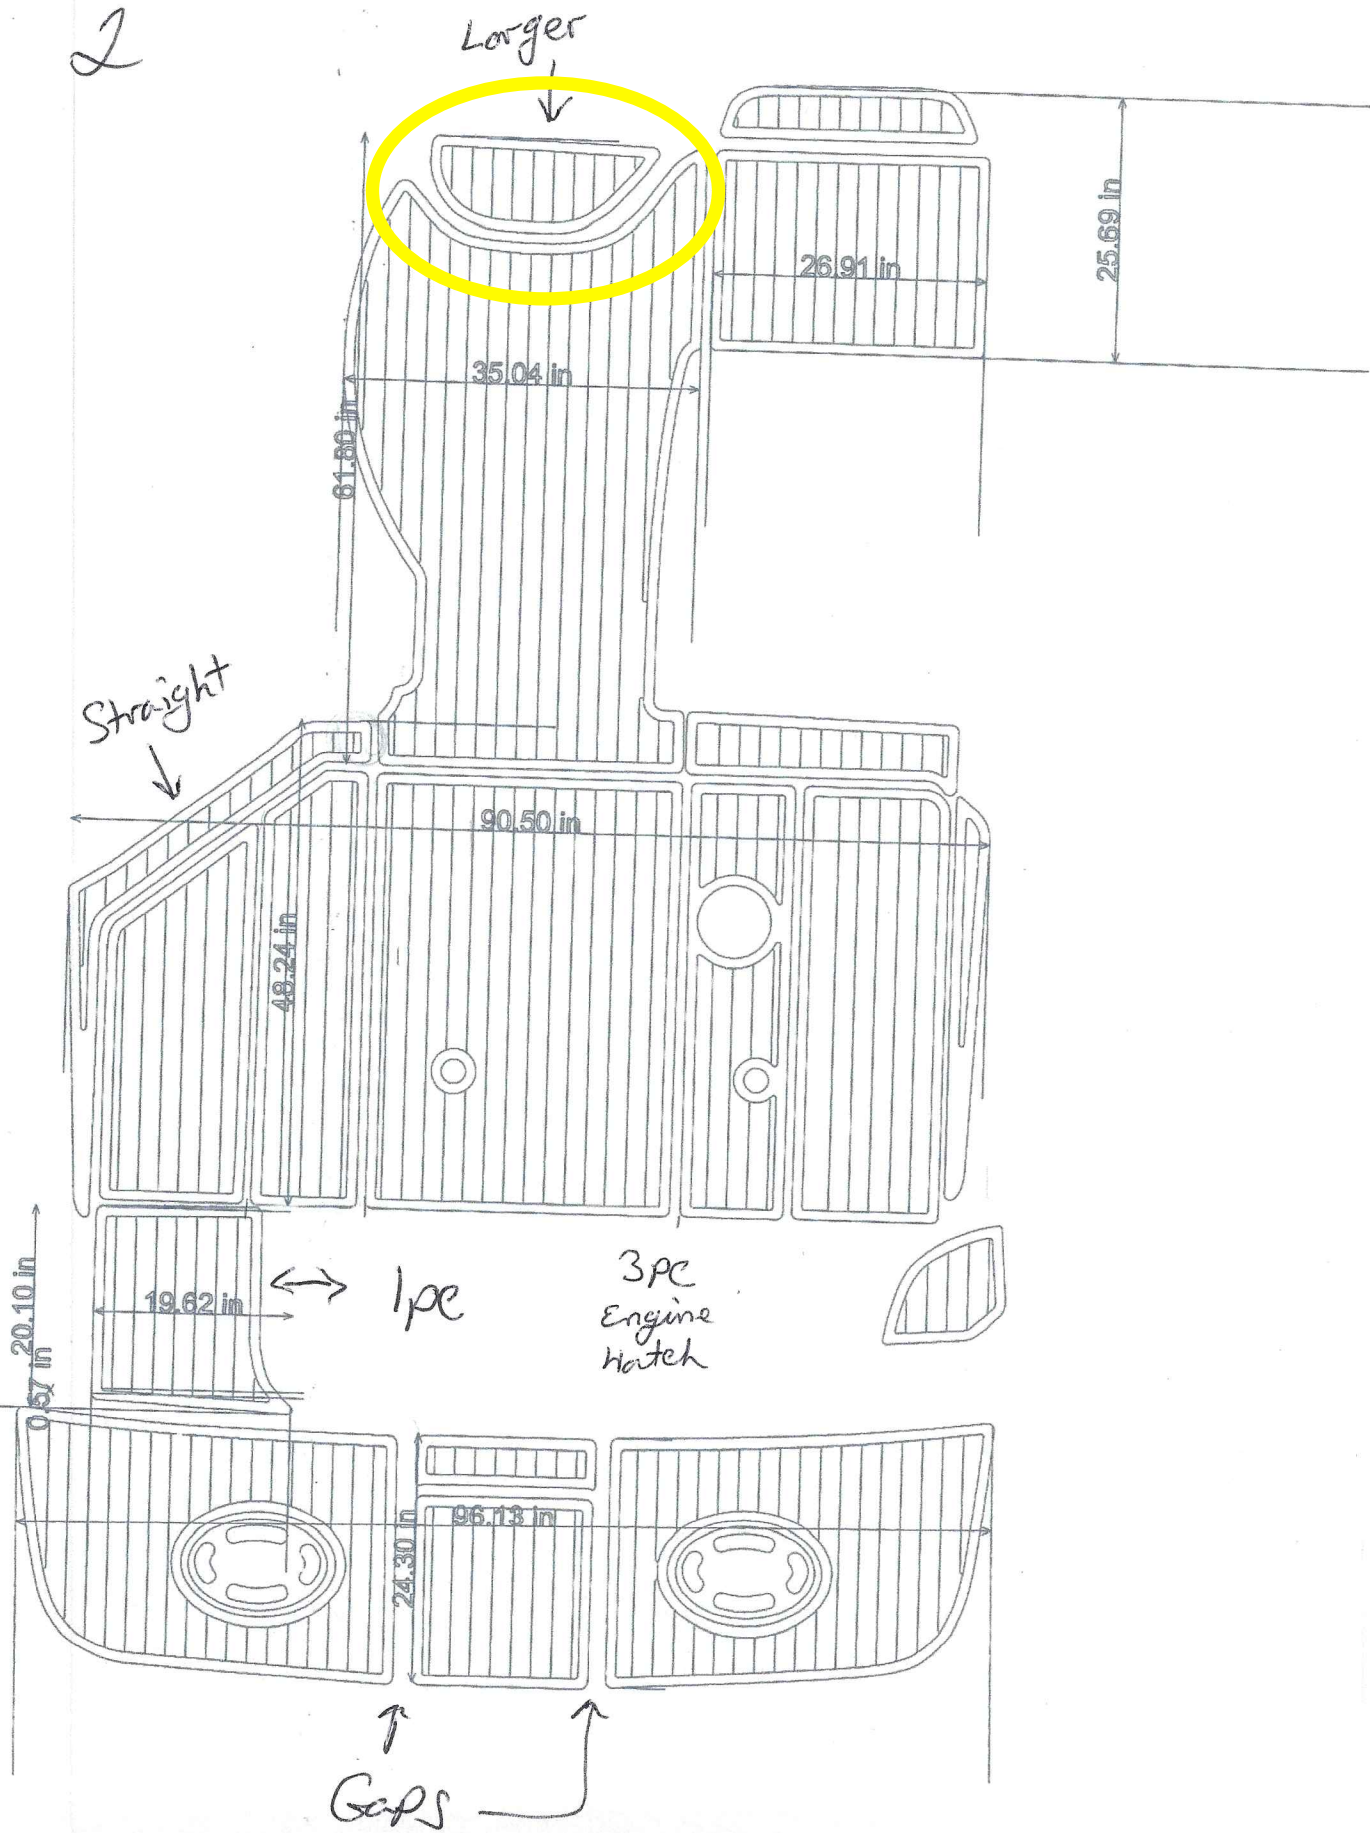 2
Larger
26.91 in
25.69 in
35.04 in
61.80 in
Straight
90.50 in
48.24 in
20.10 in
0.57 in
19.62 in
1pc
3pc
Engine
Hatch
96.13 in
24.30 in
Gaps